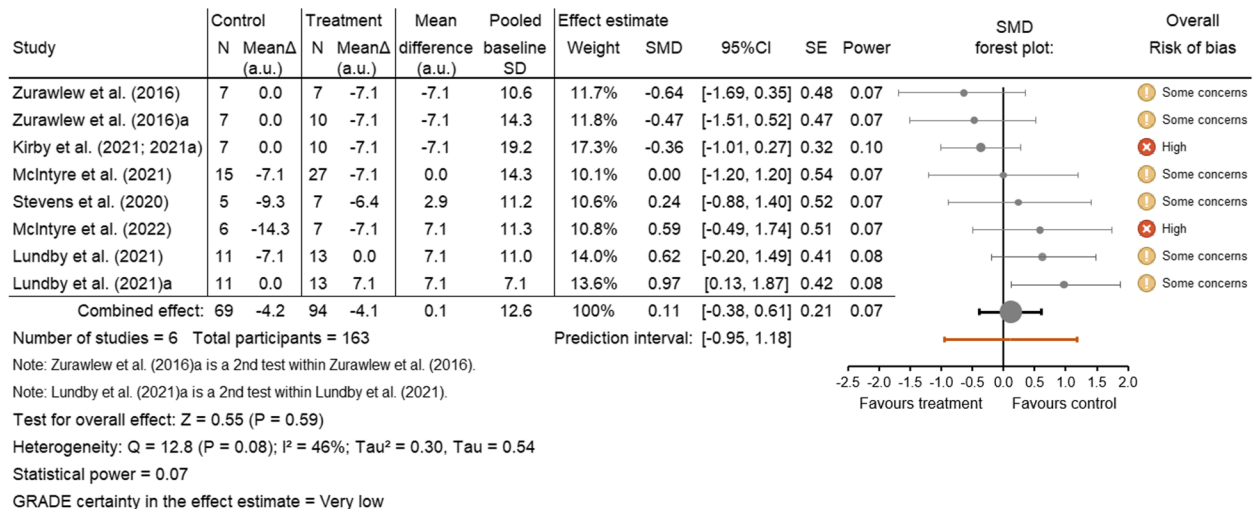 Control Treatment Mean Pooled Effect estimate SMD Overall
Study N MeanΔ N MeanΔ difference baseline Weight SMD 95%CI SE Power forest plot: Risk of bias
(a.u.) (a.u.) (a.u.) SD
Zurawlew et al. (2016) 7 0.0 7 -7.1 -7.1 10.6 11.7% -0.64 [-1.69, 0.35] 0.48 0.07 Some concerns
Zurawlew et al. (2016)a 7 0.0 10 -7.1 -7.1 14.3 11.8% -0.47 [-1.51, 0.52] 0.47 0.07 Some concerns
Kirby et al. (2021; 2021a) 7 0.0 10 -7.1 -7.1 19.2 17.3% -0.36 [-1.01, 0.27] 0.32 0.10 High
McIntyre et al. (2021) 15 -7.1 27 -7.1 0.0 14.3 10.1% 0.00 [-1.20, 1.20] 0.54 0.07 Some concerns
Stevens et al. (2020) 5 -9.3 7 -6.4 2.9 11.2 10.6% 0.24 [-0.88, 1.40] 0.52 0.07 Some concerns
McIntyre et al. (2022) 6 -14.3 7 -7.1 7.1 11.3 10.8% 0.59 [-0.49, 1.74] 0.51 0.07 High
Lundby et al. (2021) 11 -7.1 13 0.0 7.1 11.0 14.0% 0.62 [-0.20, 1.49] 0.41 0.08 Some concerns
Lundby et al. (2021)a 11 0.0 13 7.1 7.1 7.1 13.6% 0.97 [0.13, 1.87] 0.42 0.08 Some concerns
Combined effect: 69 -4.2 94 -4.1 0.1 12.6 100% 0.11 [-0.38, 0.61] 0.21 0.07
Number of studies = 6 Total participants = 163 Prediction interval: [-0.95, 1.18]
Note: Zurawlew et al. (2016)a is a 2nd test within Zurawlew et al. (2016).
Note: Lundby et al. (2021)a is a 2nd test within Lundby et al. (2021).
-2.5 -2.0 -1.5 -1.0 -0.5 0.0 0.5 1.0 1.5 2.0
Favours treatment Favours control
Test for overall effect: Z = 0.55 (P = 0.59)
Heterogeneity: Q = 12.8 (P = 0.08); I² = 46%; Tau² = 0.30, Tau = 0.54
Statistical power = 0.07
GRADE certainty in the effect estimate = Very low